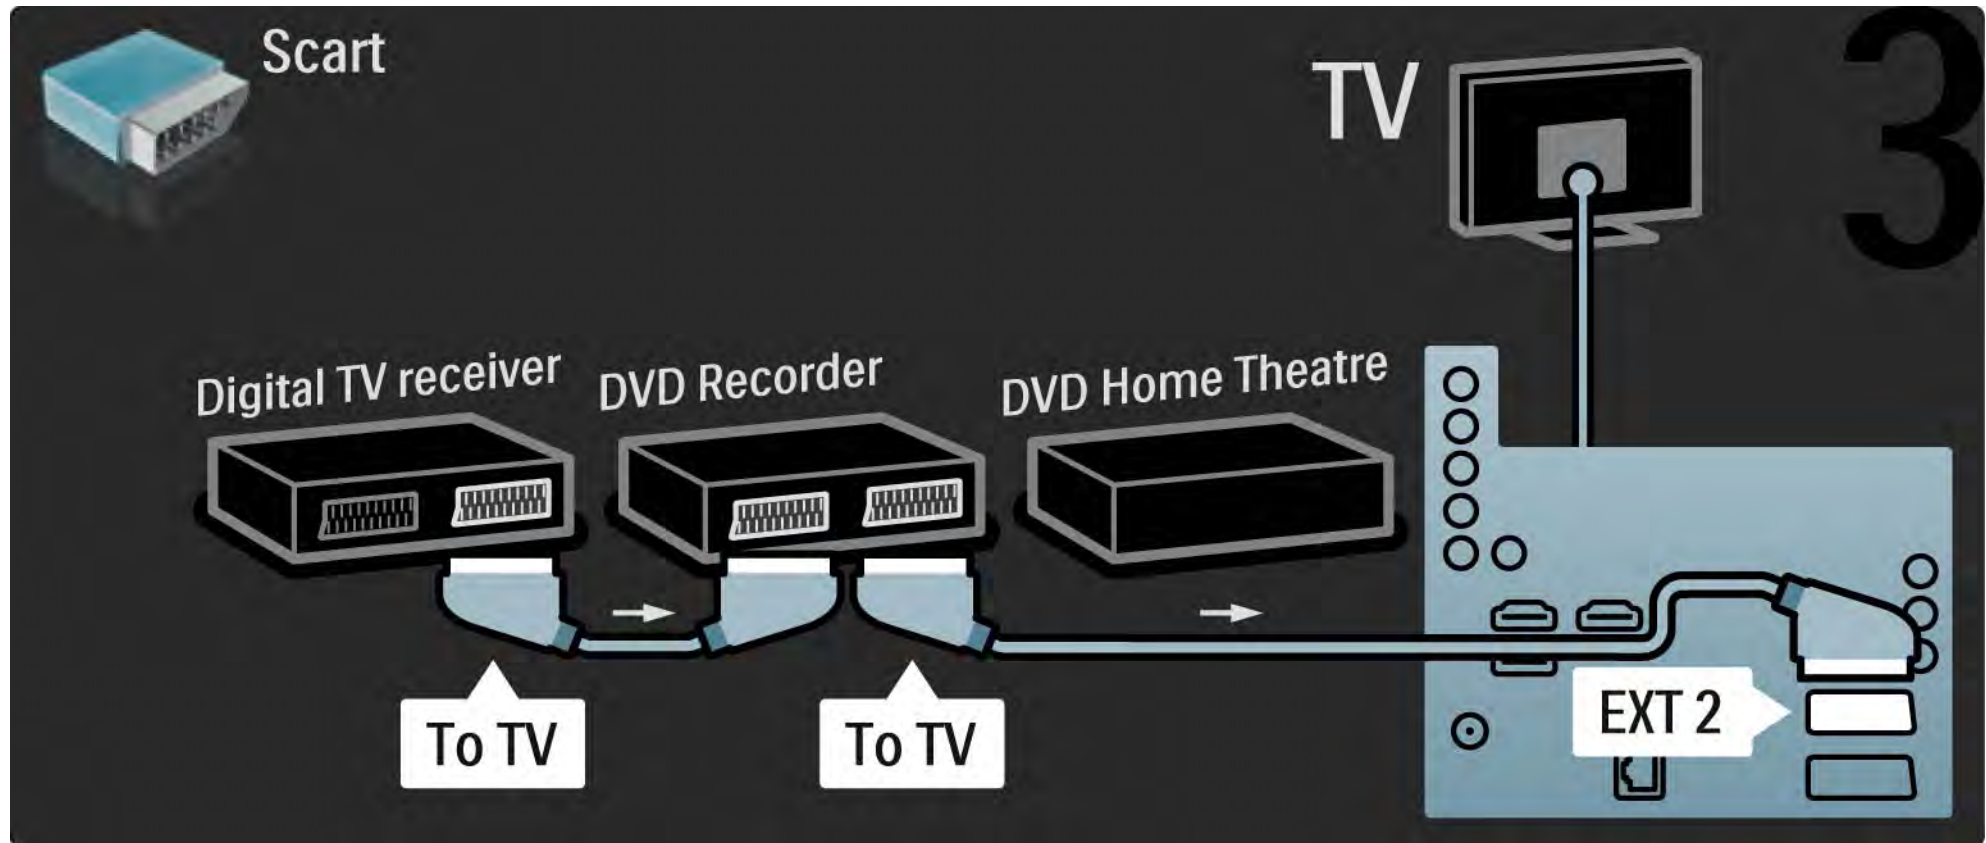 Scart
TV
3
Digital TV receiver
DVD Recorder
DVD Home Theatre
To TV
To TV
EXT 2